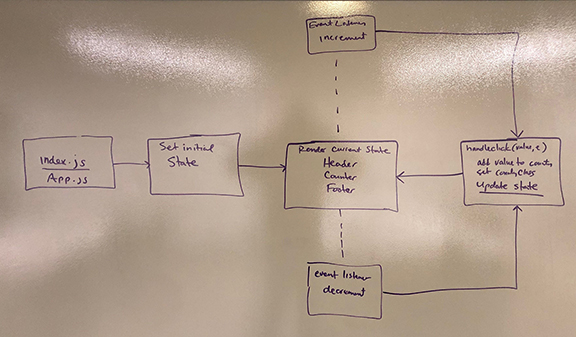 Event Listener
increment
index.js
App.js
Set initial
State
Render Current State
Header
Counter
Footer
handleclick(value, e)
add value to count,
set count, class
update state
event listener
decrement